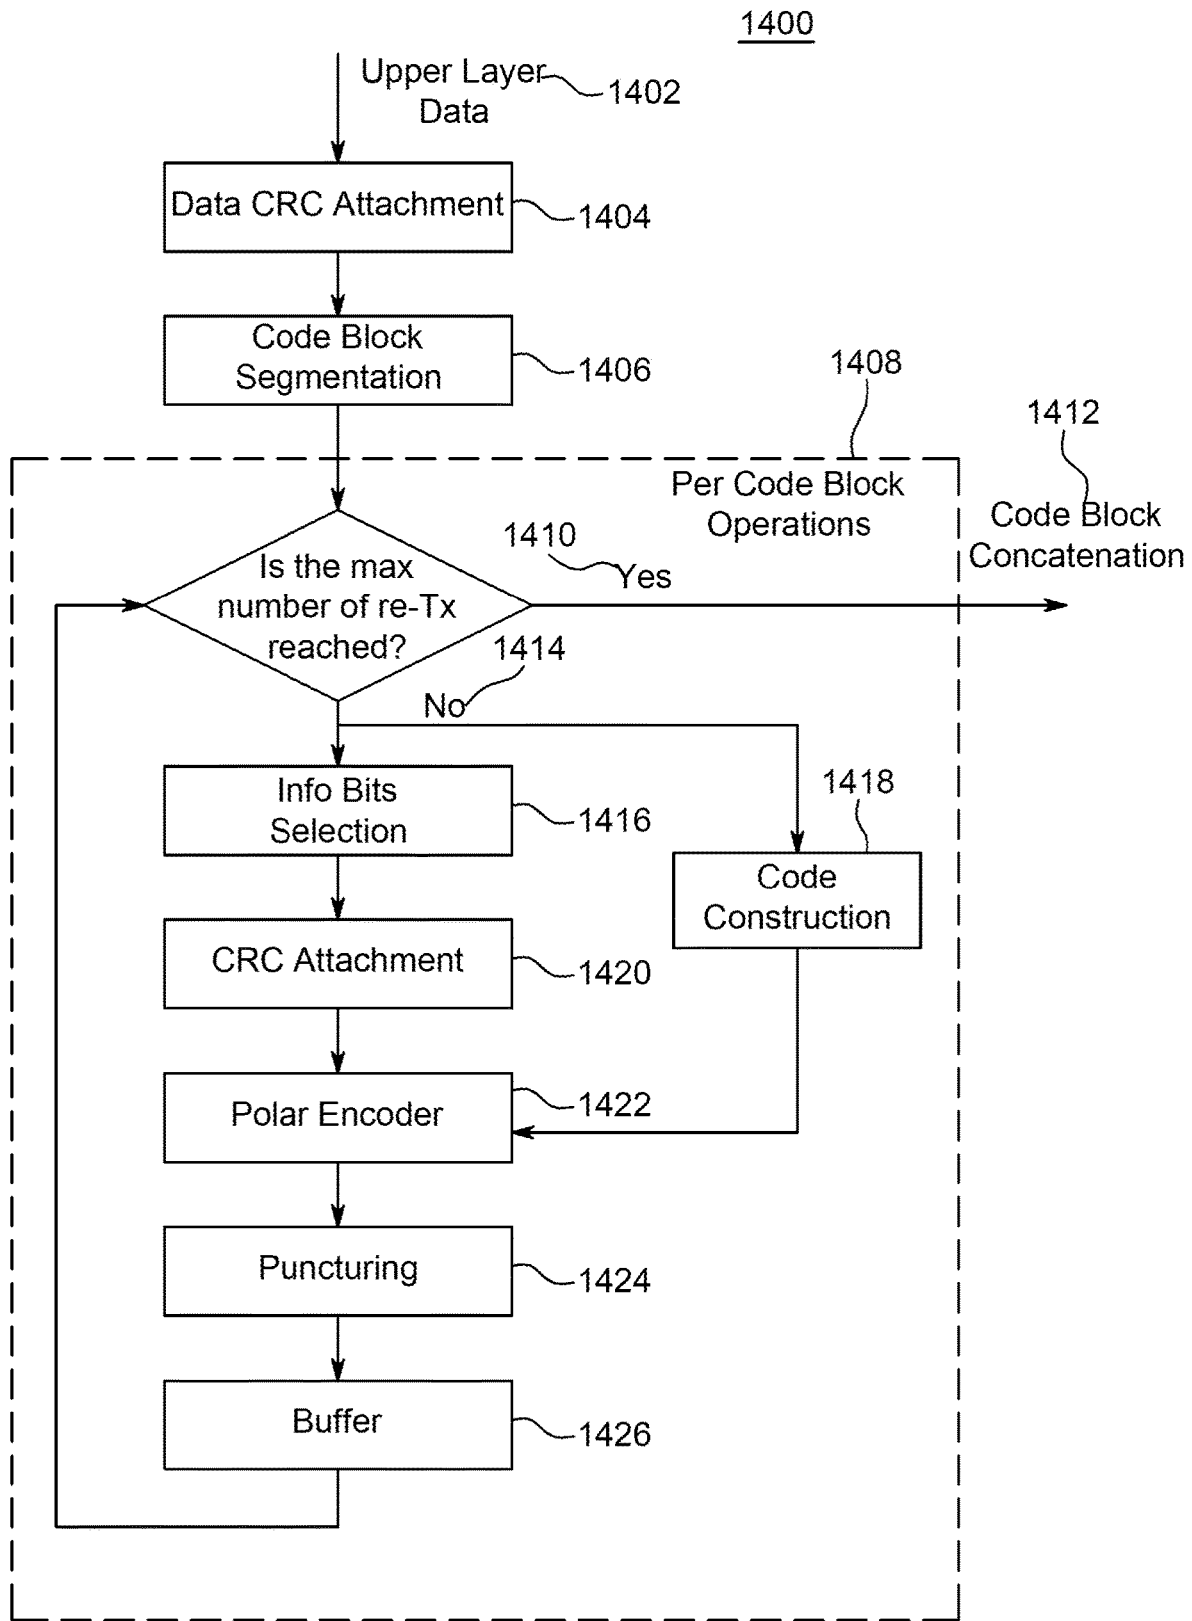 1400
Upper Layer
Data
1402
Data CRC Attachment
1404
Code Block
Segmentation
1406
1408
1412
Per Code Block
Operations
Code Block
Concatenation
1410
Yes
Is the max
number of re-Tx
reached?
1414
No
Info Bits
Selection
1416
1418
Code
Construction
CRC Attachment
1420
Polar Encoder
1422
Puncturing
1424
Buffer
1426